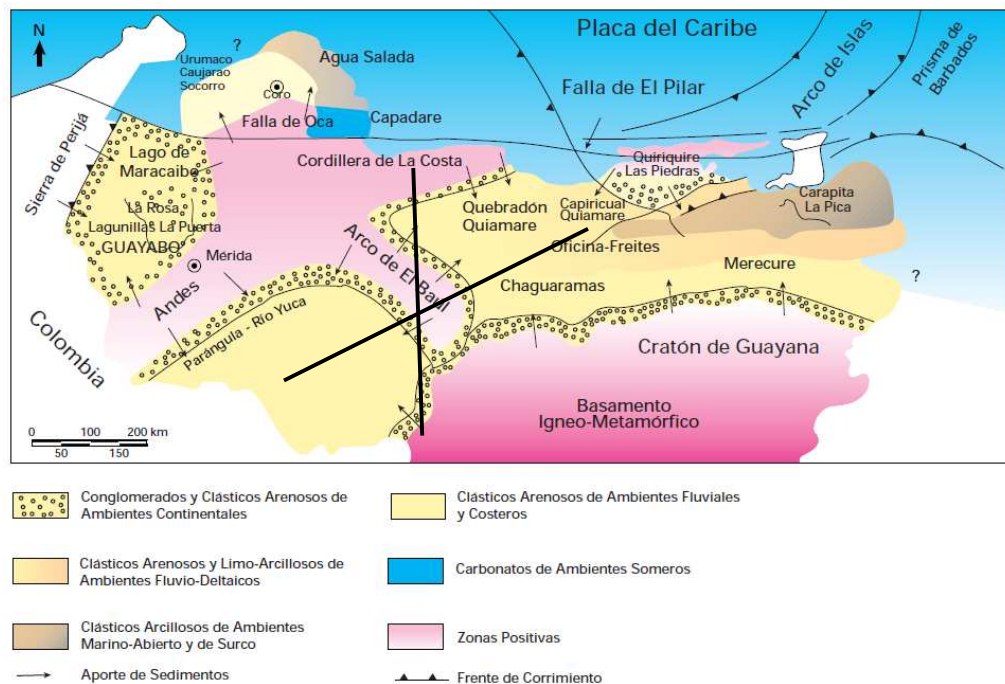 N
Placa del Caribe
?
Urumaco
Caujarao
Socorro
Agua Salada
Coro
Falla de Oca
Capadare
Falla de El Pilar
Arco de Islas
Prisma de
Barbados
Sierra de Perijá
Lago de
Maracaibo
La Rosa
Lagunillas La Puerta
GUAYABO
Cordillera de La Costa
Quebradón
Quiamare
Quiriquire
Las Piedras
Capiricual
Quiamare
Carapita
La Pica
Oficina-Freites
Mérida
Andes
Arco de El Baúl
Chaguaramas
Merecure
?
Parángula - Río Yuca
Colombia
Cratón de Guayana
Basamento
Igneo-Metamórfico
0 100 200 km
50 150
Conglomerados y Clásticos Arenosos de
Ambientes Continentales
Clásticos Arenosos de Ambientes Fluviales
y Costeros
Clásticos Arenosos y Limo-Arcillosos de
Ambientes Fluvio-Deltaicos
Carbonatos de Ambientes Someros
Clásticos Arcillosos de Ambientes
Marino-Abierto y de Surco
Zonas Positivas
Aporte de Sedimentos
Frente de Corrimiento